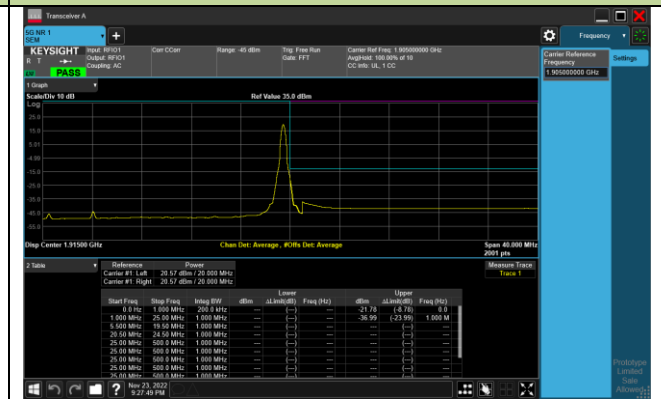 Transceiver A
5G NR 1
SEM
Frequency
KEYSIGHT
R T
PASS
Input: RFIO1
Output: RFIO1
Coupling: AC
Corr CCorr
Range: -45 dBm
Trig: Free Run
Gate: FFT
Carrier Ref Freq: 1.905000000 GHz
Avg|Hold: 100.00% of 10
CC Info: UL, 1 CC
Carrier Reference
Frequency
1.905000000 GHz
Settings
1 Graph
Scale/Div 10 dB
Ref Value 35.0 dBm
Log
25.0
15.0
5.01
-4.99
-15.0
-25.0
-35.0
-45.0
-55.0
Disp Center 1.91500 GHz
Chan Det: Average , #Offs Det: Average
Span 40.000 MHz
2001 pts
2 Table
Reference Power
Carrier #1: Left 20.57 dBm / 20.000 MHz
Carrier #1: Right 20.57 dBm / 20.000 MHz
Measure Trace
Trace 1
Lower Upper
Start Freq Stop Freq Integ BW dBm ΔLimit(dB) Freq (Hz) dBm ΔLimit(dB) Freq (Hz)
0.0 Hz 1.000 MHz 200.0 kHz --- (---) --- -21.78 (-8.78) 0.0
1.000 MHz 25.00 MHz 1.000 MHz --- (---) --- -36.99 (-23.99) 1.000 M
5.500 MHz 19.50 MHz 1.000 MHz --- (---) --- --- (---) ---
20.50 MHz 24.50 MHz 1.000 MHz --- (---) --- --- (---) ---
25.00 MHz 500.0 MHz 1.000 MHz --- (---) --- --- (---) ---
25.00 MHz 500.0 MHz 1.000 MHz --- (---) --- --- (---) ---
25.00 MHz 500.0 MHz 1.000 MHz --- (---) --- --- (---) ---
25.00 MHz 500.0 MHz 1.000 MHz --- (---) --- --- (---) ---
25.00 MHz 500.0 MHz 1.000 MHz --- (---) --- --- (---) ---
Prototype
Limited
Sale
Allowed
Nov 23, 2022
9:27:49 PM